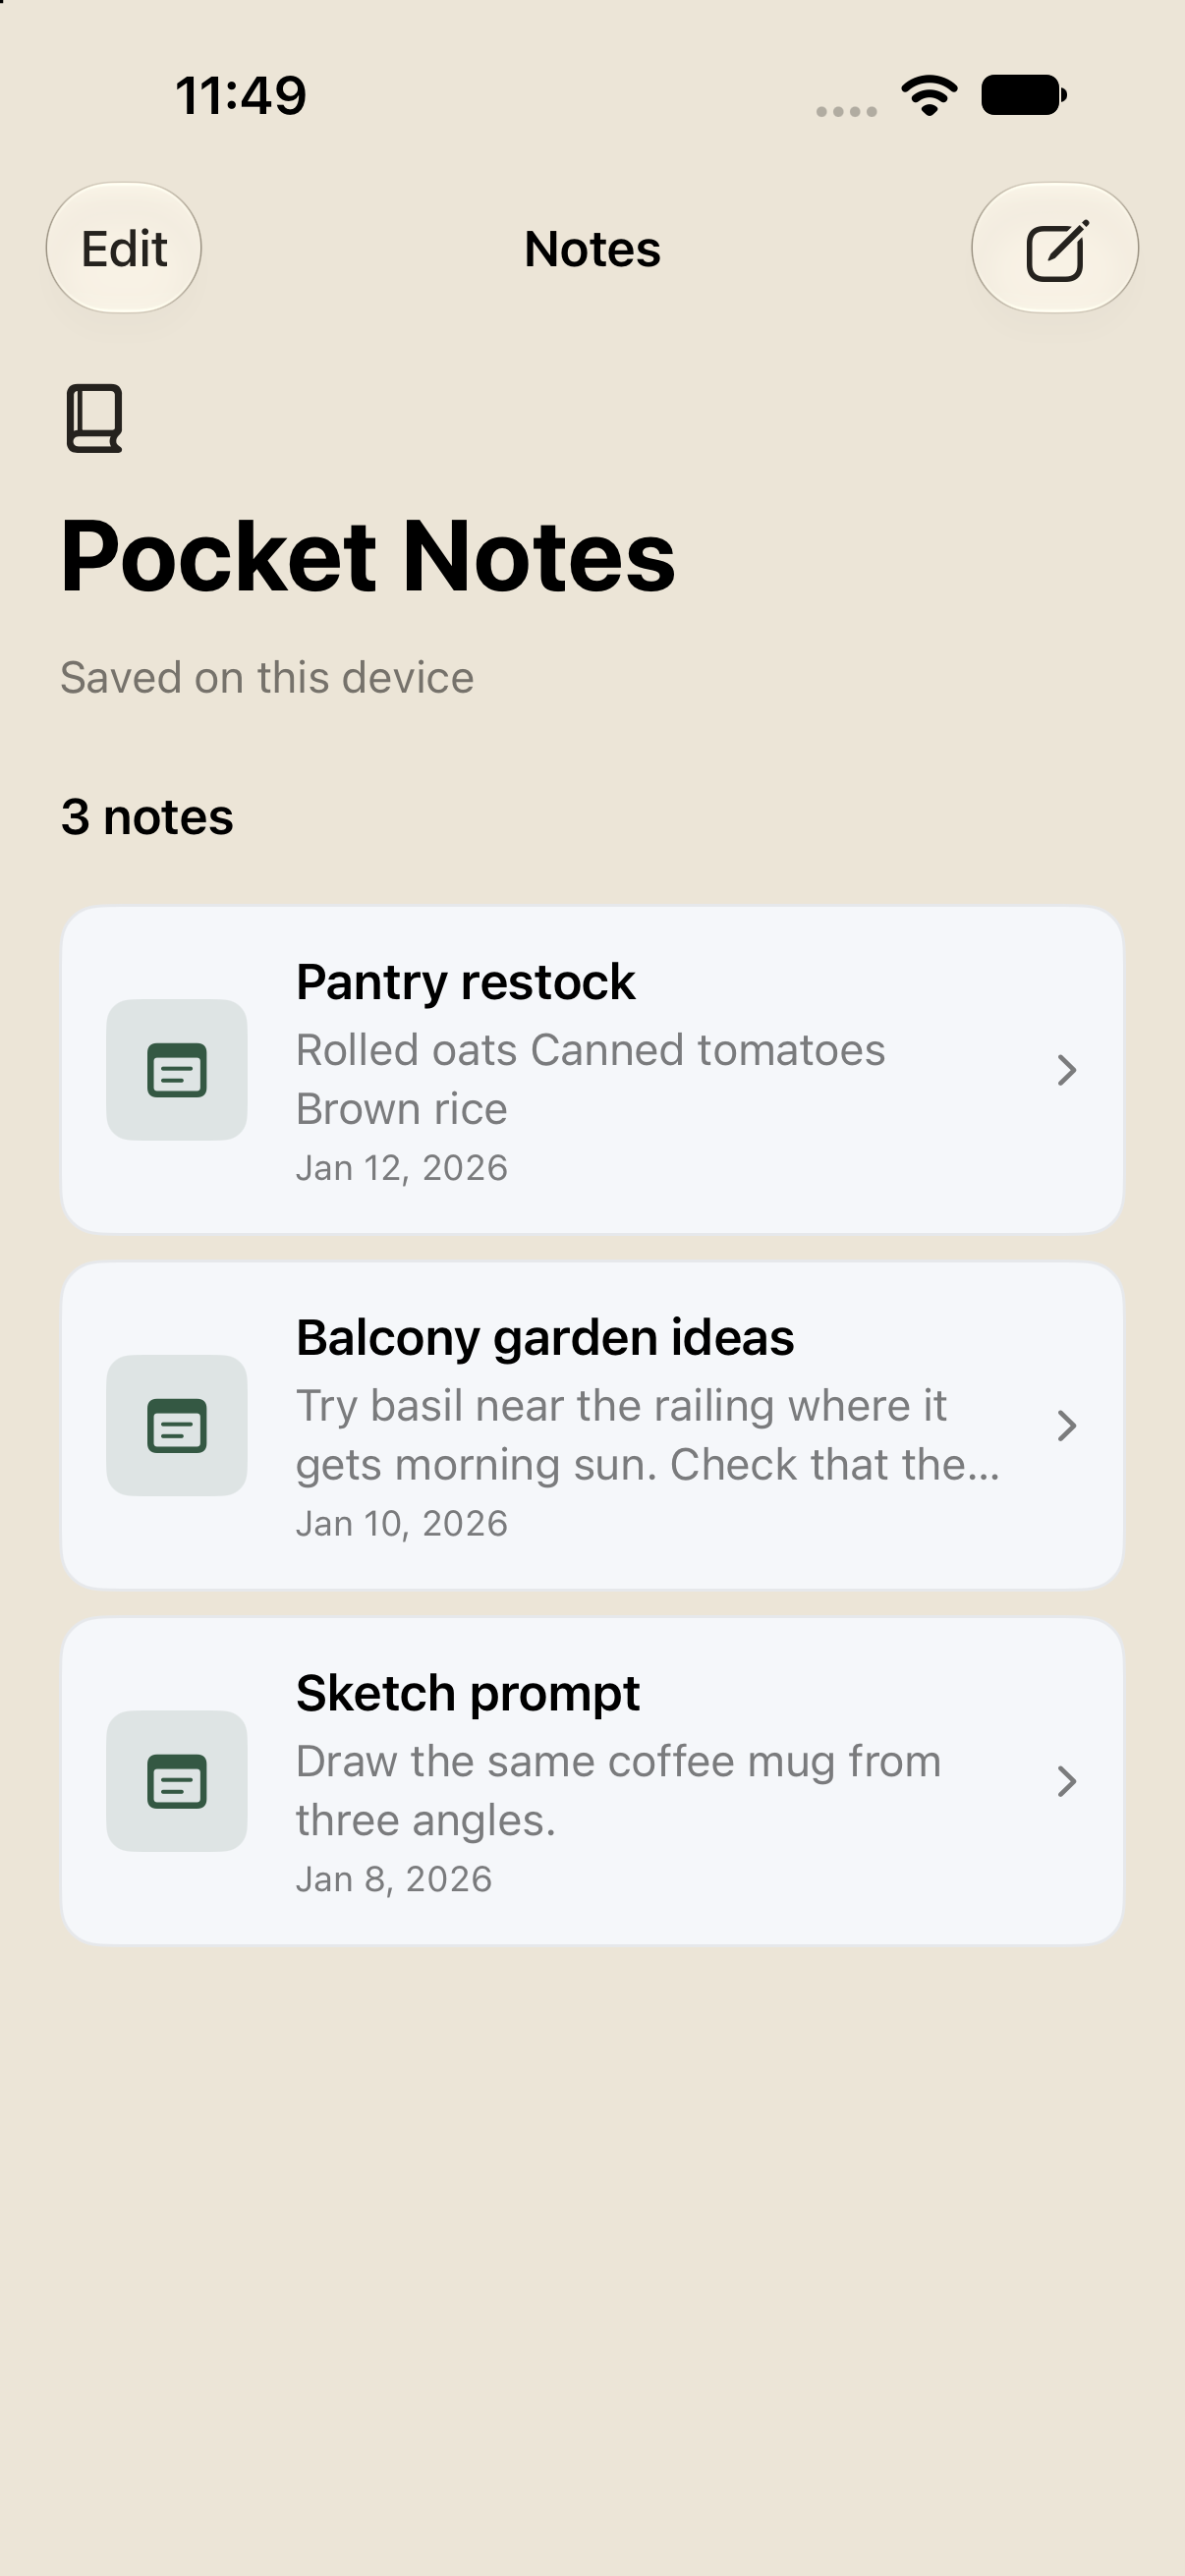 11:49
Edit
Notes
Pocket Notes
Saved on this device
3 notes
Pantry restock
Rolled oats Canned tomatoes
Brown rice
Jan 12, 2026
Balcony garden ideas
Try basil near the railing where it
gets morning sun. Check that the...
Jan 10, 2026
Sketch prompt
Draw the same coffee mug from
three angles.
Jan 8, 2026